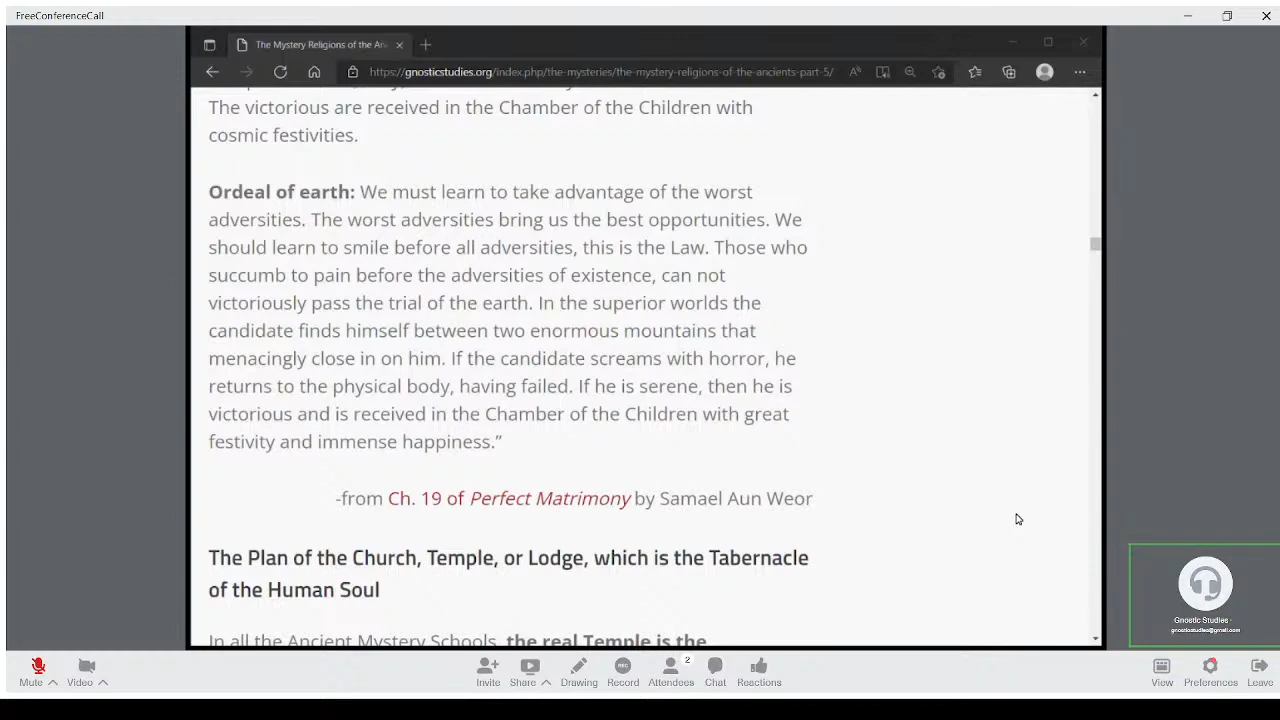 FreeConferenceCall
The Mystery Religions of the An
https://gnosticstudies.org/index.php/the-mysteries/the-mystery-religions-of-the-ancients-part-5/
The victorious are received in the Chamber of the Children with
cosmic festivities.
Ordeal of earth: We must learn to take advantage of the worst
adversities. The worst adversities bring us the best opportunities. We
should learn to smile before all adversities, this is the Law. Those who
succumb to pain before the adversities of existence, can not
victoriously pass the trial of the earth. In the superior worlds the
candidate finds himself between two enormous mountains that
menacingly close in on him. If the candidate screams with horror, he
returns to the physical body, having failed. If he is serene, then he is
victorious and is received in the Chamber of the Children with great
festivity and immense happiness.”
-from Ch. 19 of Perfect Matrimony by Samael Aun Weor
The Plan of the Church, Temple, or Lodge, which is the Tabernacle
of the Human Soul
In all the Ancient Mystery Schools, the real Temple is the
Gnostic Studies -
gnosticstudies@gmail.com
Mute Video Invite Share Drawing REC Record Attendees 2 Chat Reactions View Preferences Leave